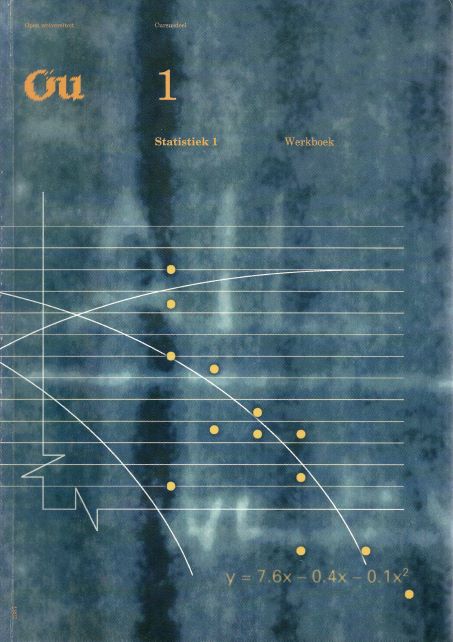 Open universiteit
Cursusdeel
Ou
1
Statistiek 1
Werkboek
y = 7.6x – 0.4x – 0.1x²